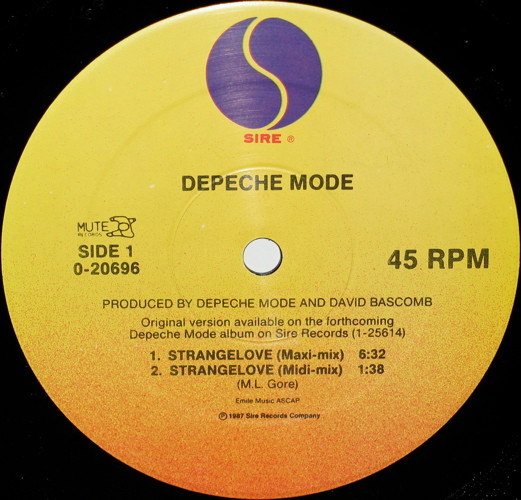 SIRE ®
DEPECHE MODE
MUTE
RECORDS
SIDE 1
0-20696
45 RPM
PRODUCED BY DEPECHE MODE AND DAVID BASCOMB
Original version available on the forthcoming
Depeche Mode album on Sire Records (1-25614)
1. STRANGELOVE (Maxi-mix) 6:32
2. STRANGELOVE (Midi-mix) 1:38
(M.L. Gore)
Emile Music ASCAP
℗ 1987 Sire Records Company